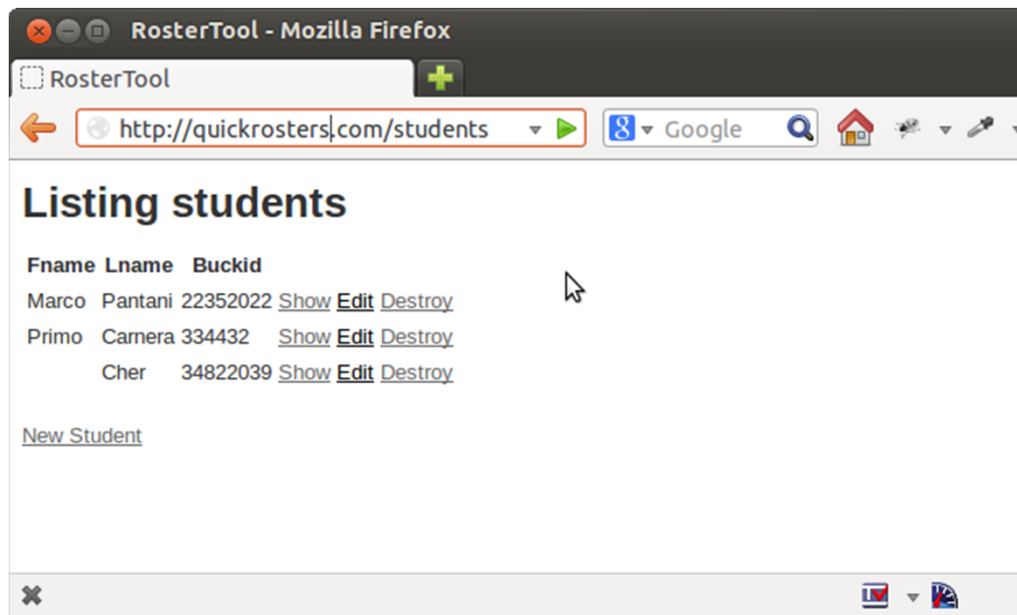 RosterTool - Mozilla Firefox
RosterTool
http://quickrosters.com/students 8 Google
Listing students
Fname Lname Buckid
Marco Pantani 22352022 Show Edit Destroy
Primo Carnera 334432 Show Edit Destroy
Cher 34822039 Show Edit Destroy
New Student